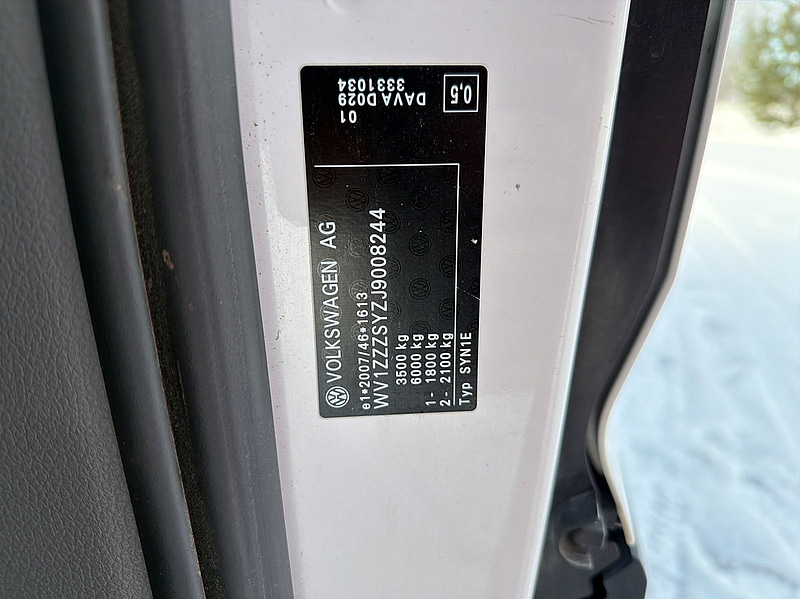 VOLKSWAGEN AG
e1*2007/46*1613
WV1ZZZSYZJ9008244
3500 kg
6000 kg
1- 1800 kg
2- 2100 kg
Typ SYN1E
01
DAVA D029
3331034
0,5